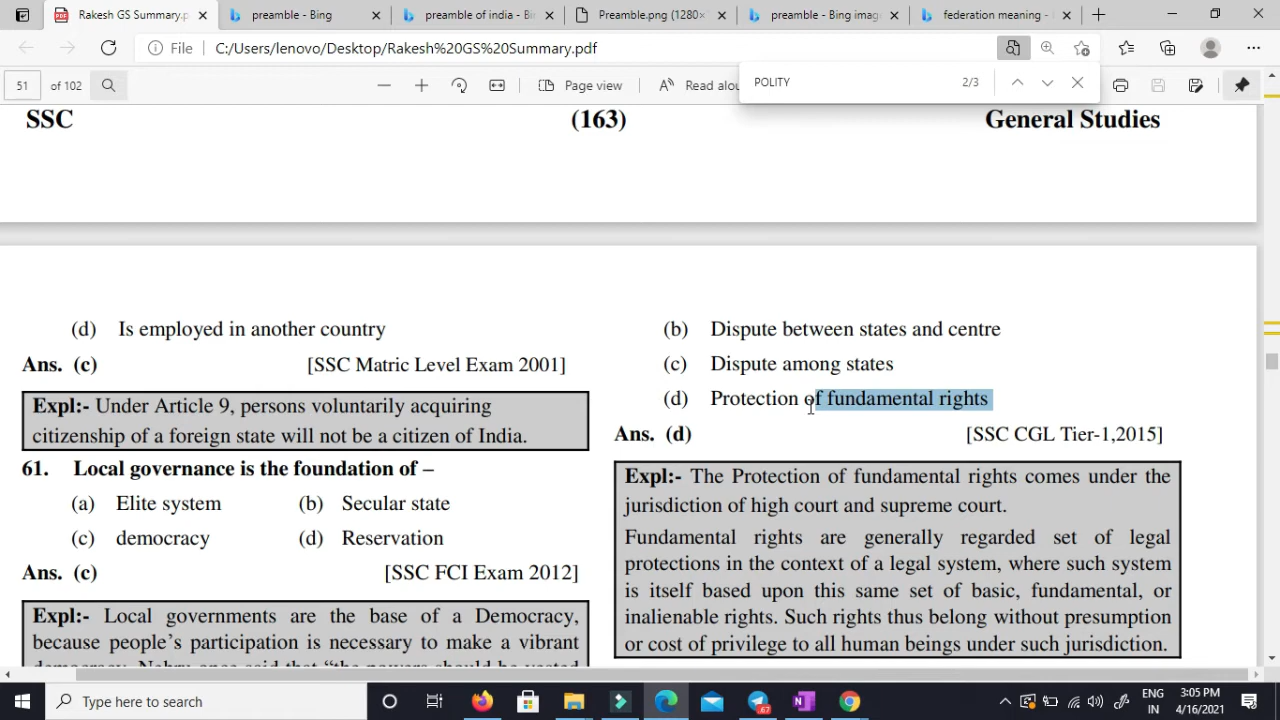 Rakesh GS Summary.p
preamble - Bing
preamble of india - B
Preamble.png (1280×
preamble - Bing imag
federation meaning -
File
C:/Users/lenovo/Desktop/Rakesh%20GS%20Summary.pdf
51 of 102
Page view
Read alou
POLITY
2/3
SSC
(163)
General Studies
(d) Is employed in another country
Ans. (c) [SSC Matric Level Exam 2001]
Expl:- Under Article 9, persons voluntarily acquiring
citizenship of a foreign state will not be a citizen of India.
61. Local governance is the foundation of –
(a) Elite system (b) Secular state
(c) democracy (d) Reservation
Ans. (c) [SSC FCI Exam 2012]
Expl:- Local governments are the base of a Democracy,
because people's participation is necessary to make a vibrant
democracy. Nehru once said that "the powers should be vested
(b) Dispute between states and centre
(c) Dispute among states
(d) Protection of fundamental rights
Ans. (d) [SSC CGL Tier-1,2015]
Expl:- The Protection of fundamental rights comes under the
jurisdiction of high court and supreme court.
Fundamental rights are generally regarded set of legal
protections in the context of a legal system, where such system
is itself based upon this same set of basic, fundamental, or
inalienable rights. Such rights thus belong without presumption
or cost of privilege to all human beings under such jurisdiction.
Type here to search
67
ENG
IN
3:05 PM
4/16/2021